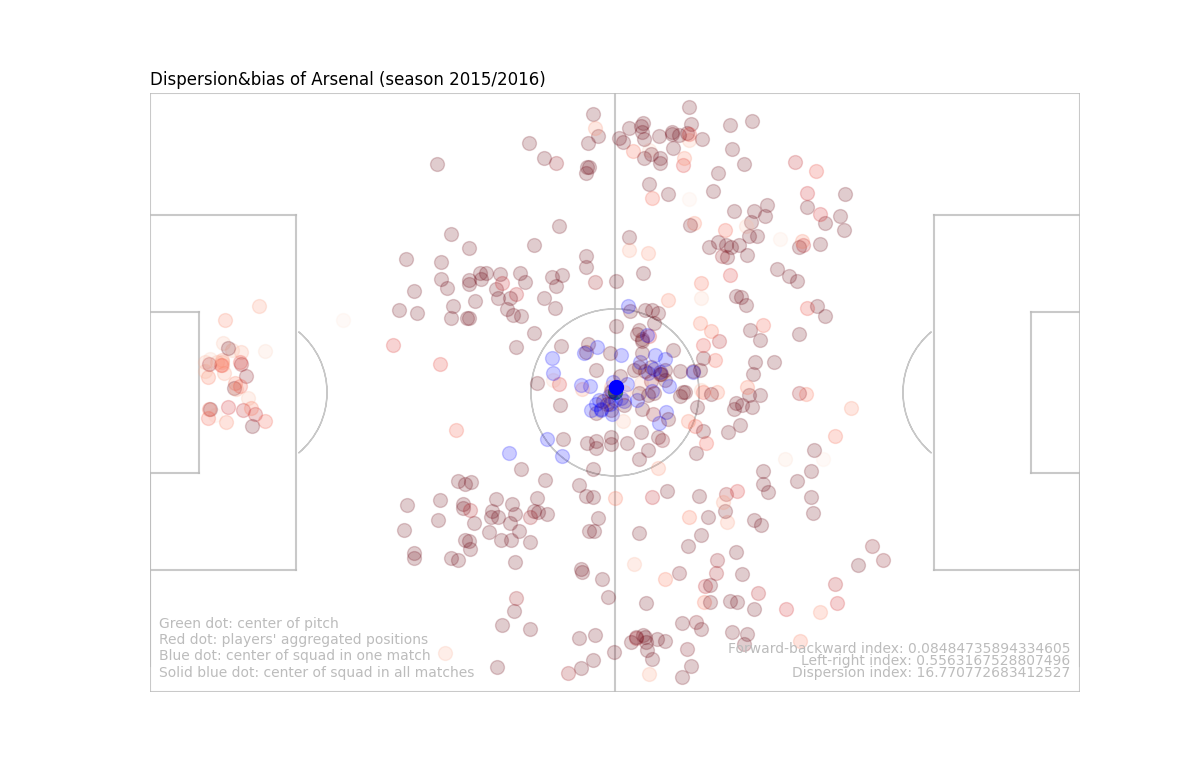 Dispersion&bias of Arsenal (season 2015/2016)
Green dot: center of pitch
Red dot: players' aggregated positions
Blue dot: center of squad in one match
Solid blue dot: center of squad in all matches
Forward-backward index: 0.08484735894334605
Left-right index: 0.5563167528807496
Dispersion index: 16.770772683412527